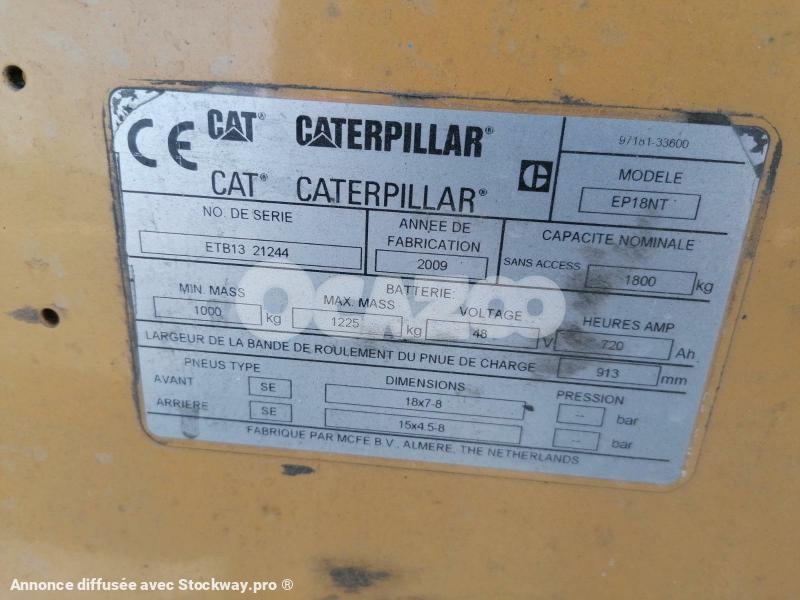 CE CAT® CATERPILLAR®
97181-33600
CAT® CATERPILLAR®
MODELE
EP18NT
NO. DE SERIE
ETB13 21244
ANNEE DE
FABRICATION
2009
CAPACITE NOMINALE
SANS ACCESS 1800 kg
BATTERIE:
MIN. MASS
1000 kg
MAX. MASS
1225 kg
VOLTAGE
48 V
HEURES AMP
720 Ah
LARGEUR DE LA BANDE DE ROULEMENT DU PNUE DE CHARGE 913 mm
PNEUS TYPE
DIMENSIONS
PRESSION
AVANT SE 18x7-8 -- bar
ARRIERE SE 15x4.5-8 -- bar
FABRIQUE PAR MCFE B.V., ALMERE, THE NETHERLANDS
OCAZOO
Annonce diffusée avec Stockway.pro ®